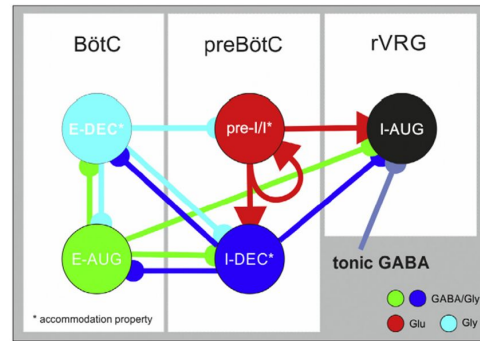 BötC
preBötC
rVRG
E-DEC*
pre-I/I*
I-AUG
E-AUG
I-DEC*
tonic GABA
GABA/Gly
Glu
Gly
* accommodation property